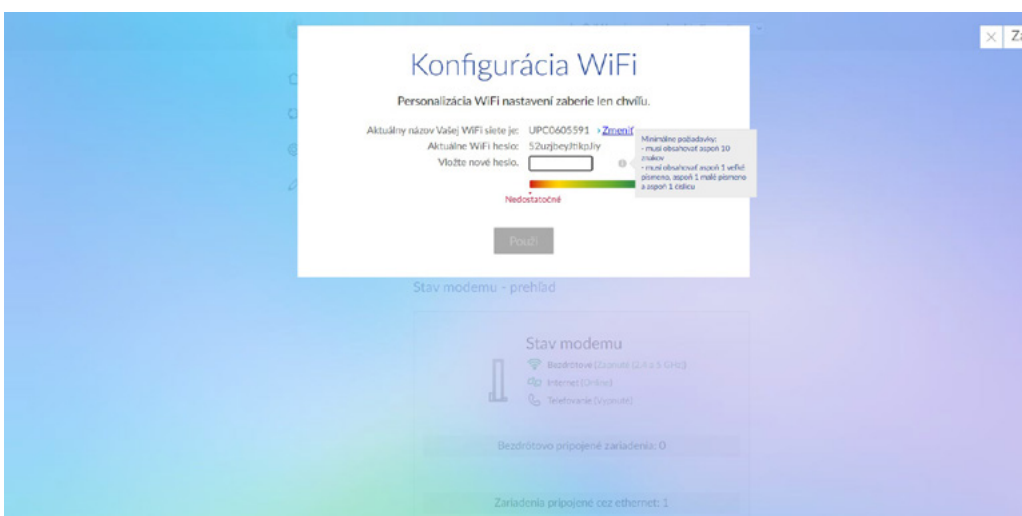 Za
Konfigurácia WiFi
Personalizácia WiFi nastavení zaberie len chvíľu.
Aktuálny názov Vašej WiFi siete je: UPC0605591 › Zmeniť
Aktuálne WiFi heslo:
Vložte nové heslo.
Minimálne požiadavky:
- musí obsahovať aspoň 10
znakov
- musí obsahovať aspoň 1 veľké
písmeno, aspoň 1 malé písmeno
a aspoň 1 číslicu
Nedostatočné
Použi
Stav modemu - prehľad
Stav modemu
Bezdrôtové (Zapnuté (2.4 a 5 GHz))
Internet (Online)
Telefovanie (Vypnuté)
Bezdrôtovo pripojené zariadenia: 0
Zariadenia pripojené cez ethernet: 1